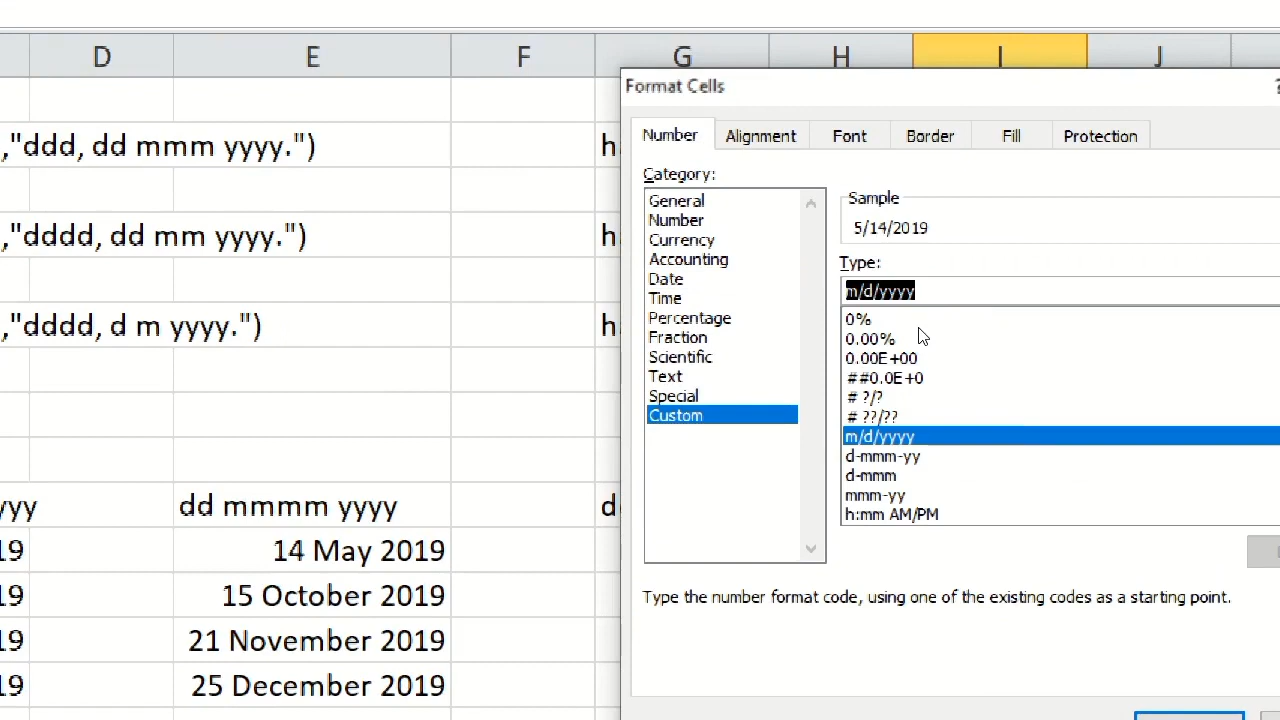 D E F G H I J
Format Cells ?
Number Alignment Font Border Fill Protection
,"ddd, dd mmm yyyy.") h
,"dddd, dd mm yyyy.") h
,"dddd, d m yyyy.") h
Category:
General
Number
Currency
Accounting
Date
Time
Percentage
Fraction
Scientific
Text
Special
Custom
Sample
5/14/2019
Type:
m/d/yyyy
0%
0.00%
0.00E+00
##0.0E+0
# ?/?
# ??/??
m/d/yyyy
d-mmm-yy
d-mmm
mmm-yy
h:mm AM/PM
Type the number format code, using one of the existing codes as a starting point.
yyy dd mmmm yyyy d
19 14 May 2019
19 15 October 2019
19 21 November 2019
19 25 December 2019